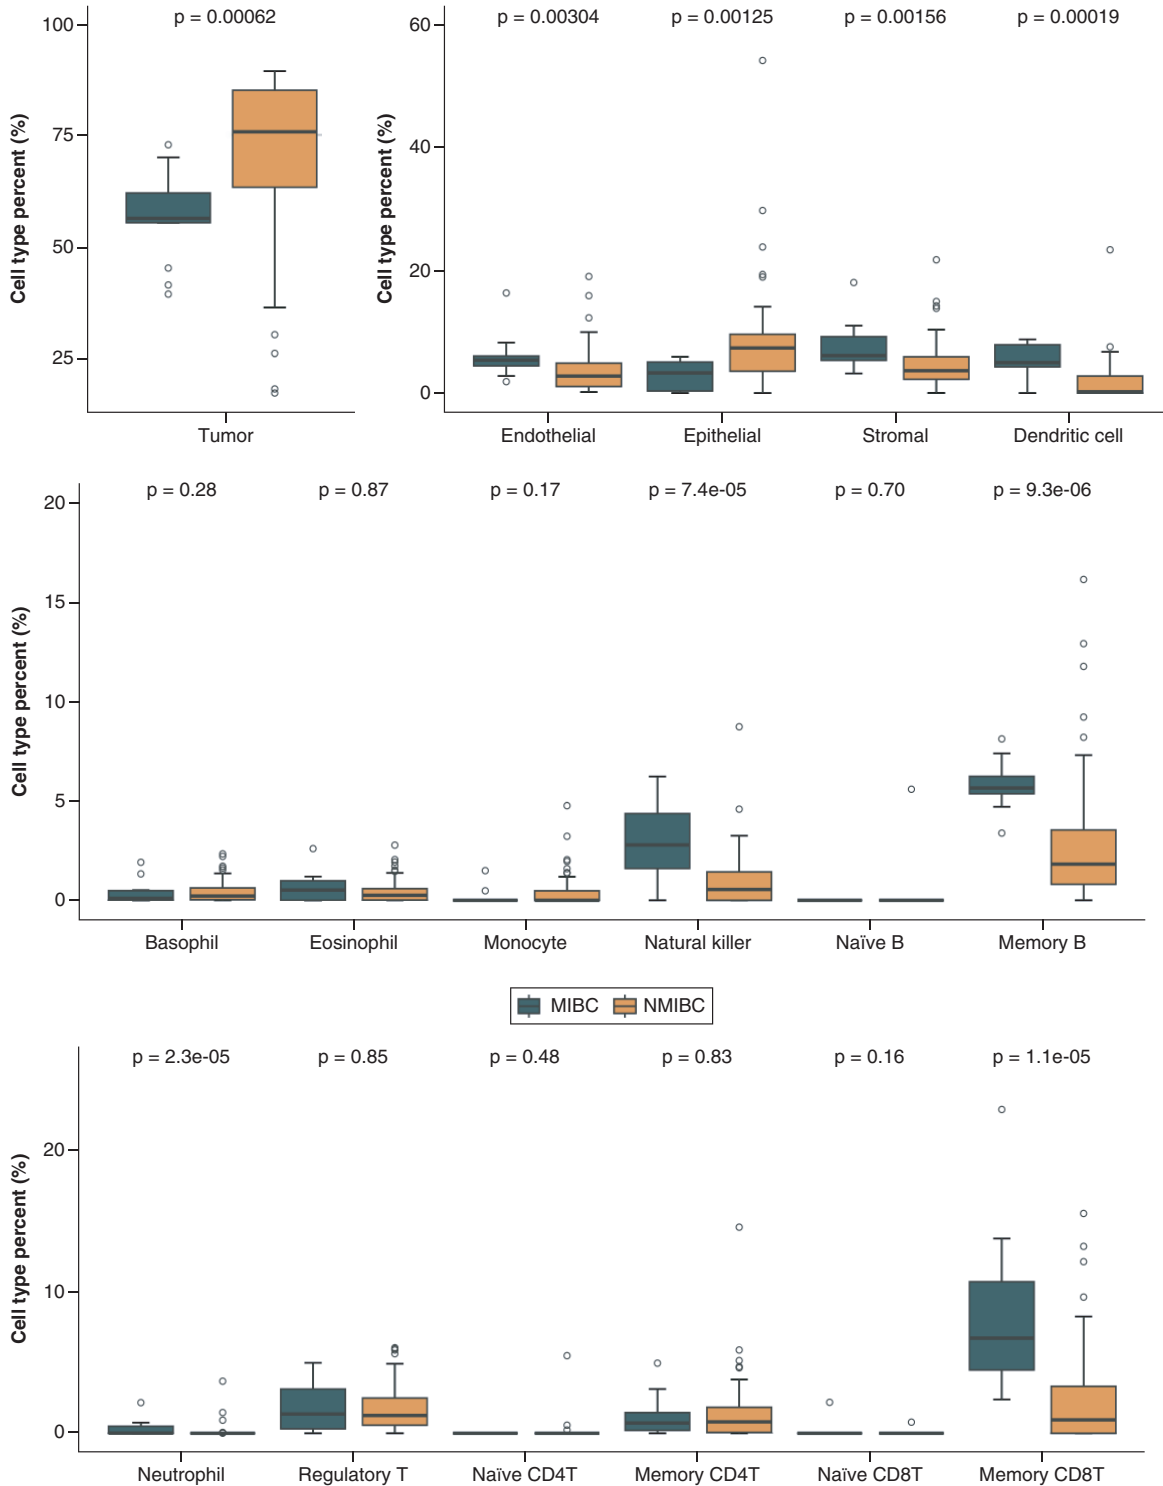 p = 0.00062
100
75
50
25
Cell type percent (%)
Tumor
p = 0.00304 p = 0.00125 p = 0.00156 p = 0.00019
60
40
20
0
Cell type percent (%)
Endothelial Epithelial Stromal Dendritic cell
p = 0.28 p = 0.87 p = 0.17 p = 7.4e-05 p = 0.70 p = 9.3e-06
20
15
10
5
0
Cell type percent (%)
Basophil Eosinophil Monocyte Natural killer Naïve B Memory B
MIBC NMIBC
p = 2.3e-05 p = 0.85 p = 0.48 p = 0.83 p = 0.16 p = 1.1e-05
20
10
0
Cell type percent (%)
Neutrophil Regulatory T Naïve CD4T Memory CD4T Naïve CD8T Memory CD8T